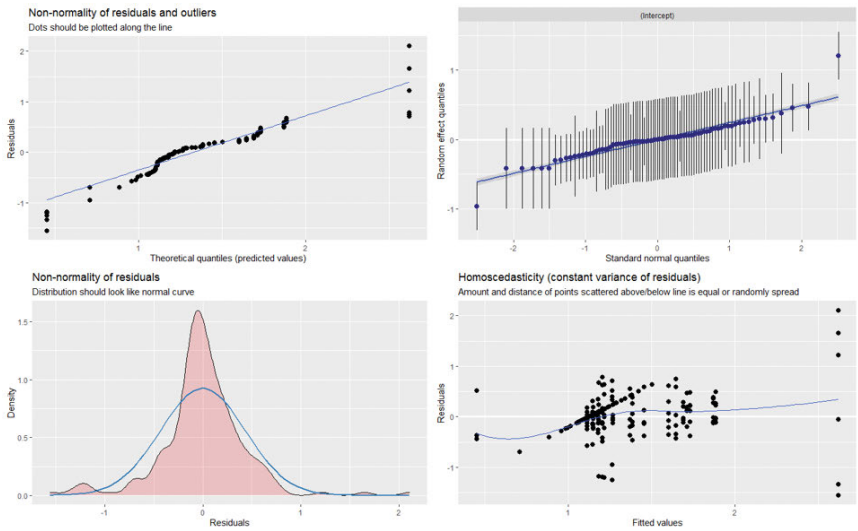 Non-normality of residuals and outliers
Dots should be plotted along the line
2
1
0
-1
Residuals
1
2
Theoretical quantiles (predicted values)
(Intercept)
1
0
-1
Random effect quantiles
-2
-1
0
1
2
Standard normal quantiles
Non-normality of residuals
Distribution should look like normal curve
1.5
1.0
0.5
0.0
Density
-1
0
1
2
Residuals
Homoscedasticity (constant variance of residuals)
Amount and distance of points scattered above/below line is equal or randomly spread
2
1
0
-1
Residuals
1
2
Fitted values